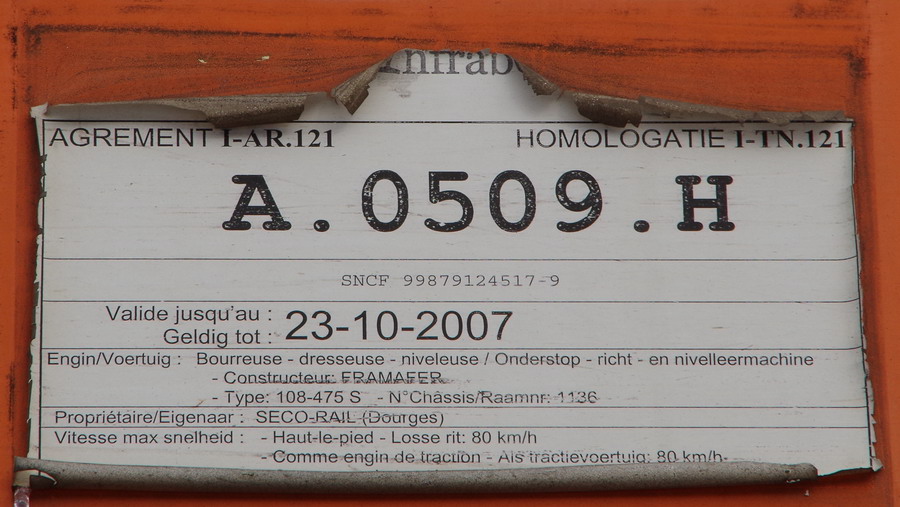 AGREMENT I-AR.121 HOMOLOGATIE I-TN.121
A.0509.H
SNCF 99879124517-9
Valide jusqu'au :
Geldig tot : 23-10-2007
Engin/Voertuig : Bourreuse - dresseuse - niveleuse / Onderstop - richt - en nivelleermachine
- Constructeur: FRAMAFER
- Type: 108-475 S - N°Châssis/Raamnr: 1136
Propriétaire/Eigenaar : SECO-RAIL (Bourges)
Vitesse max snelheid : - Haut-le-pied - Losse rit: 80 km/h
- Comme engin de traction - Als tractievoertuig: 80 km/h